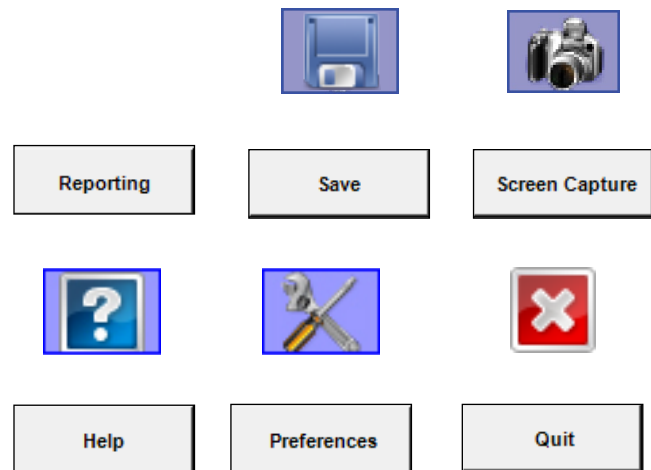 Reporting
Save
Screen Capture
?
Help
Preferences
Quit